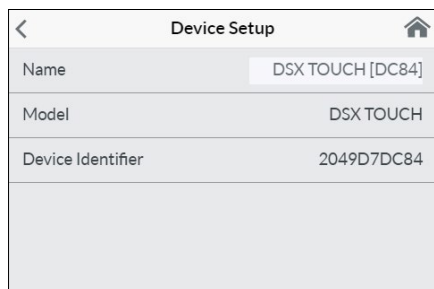 Device Setup
Name DSX TOUCH [DC84]
Model DSX TOUCH
Device Identifier 2049D7DC84